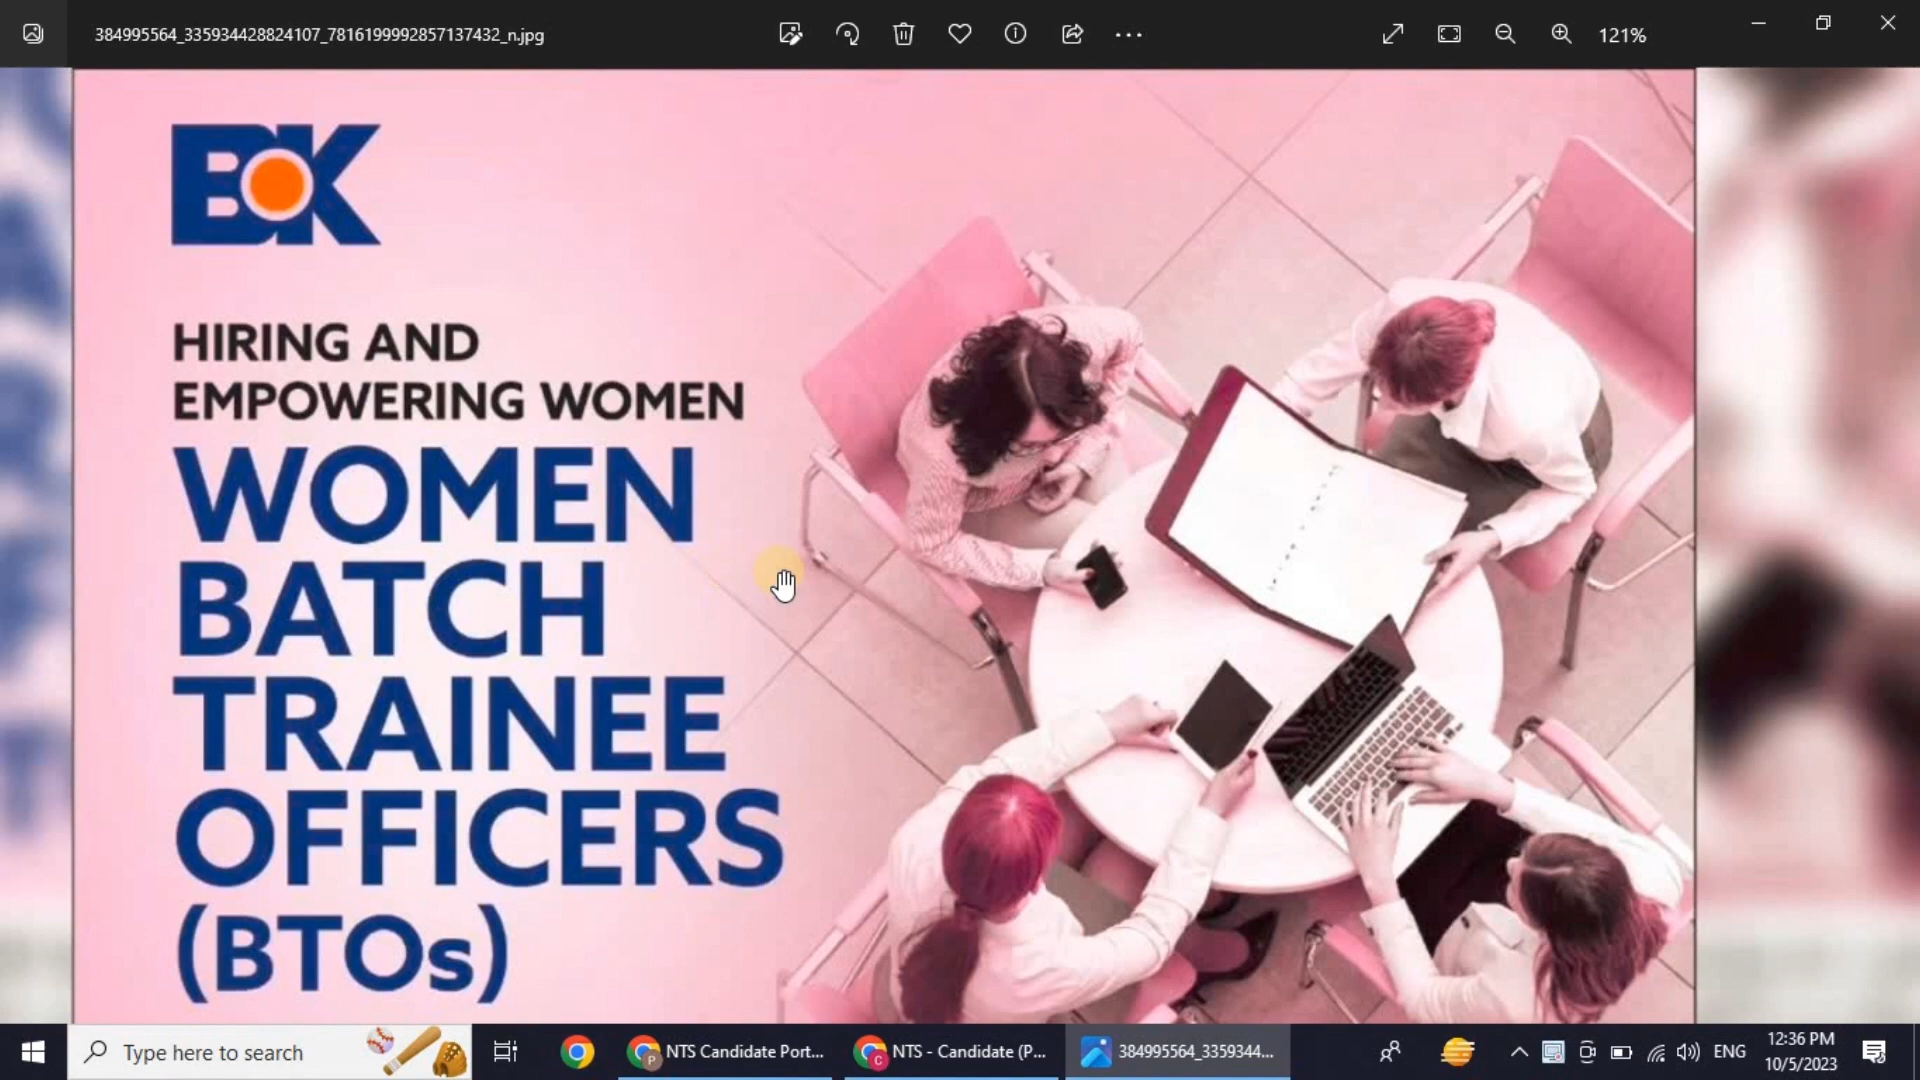 384995564_335934428824107_7816199992857137432_n.jpg
121%
BOK
HIRING AND
EMPOWERING WOMEN
WOMEN
BATCH
TRAINEE
OFFICERS
(BTOs)
Type here to search
NTS Candidate Port...
NTS - Candidate (P...
384995564_3359344...
ENG
12:36 PM
10/5/2023